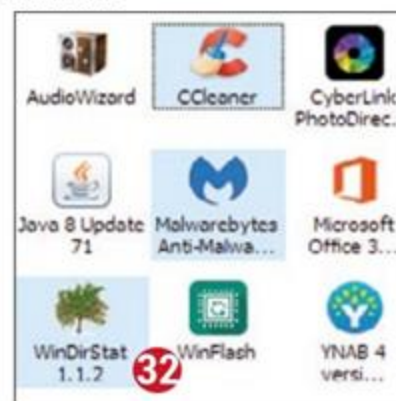 AudioWizard
CCleaner
CyberLink
PhotoDirec...
Java 8 Update
71
Malwarebytes
Anti-Malwa...
Microsoft
Office 3...
WinDirStat
1.1.2
32
WinFlash
YNAB 4
versi...